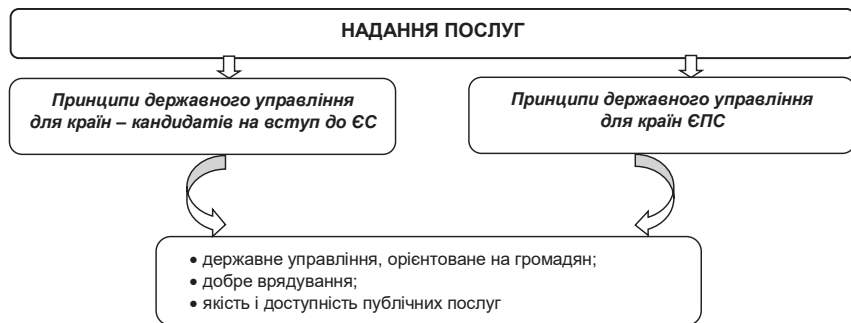 НАДАННЯ ПОСЛУГ
Принципи державного управління
для країн – кандидатів на вступ до ЄС
Принципи державного управління
для країн ЄПС
• державне управління, орієнтоване на громадян;
• добре врядування;
• якість і доступність публічних послуг